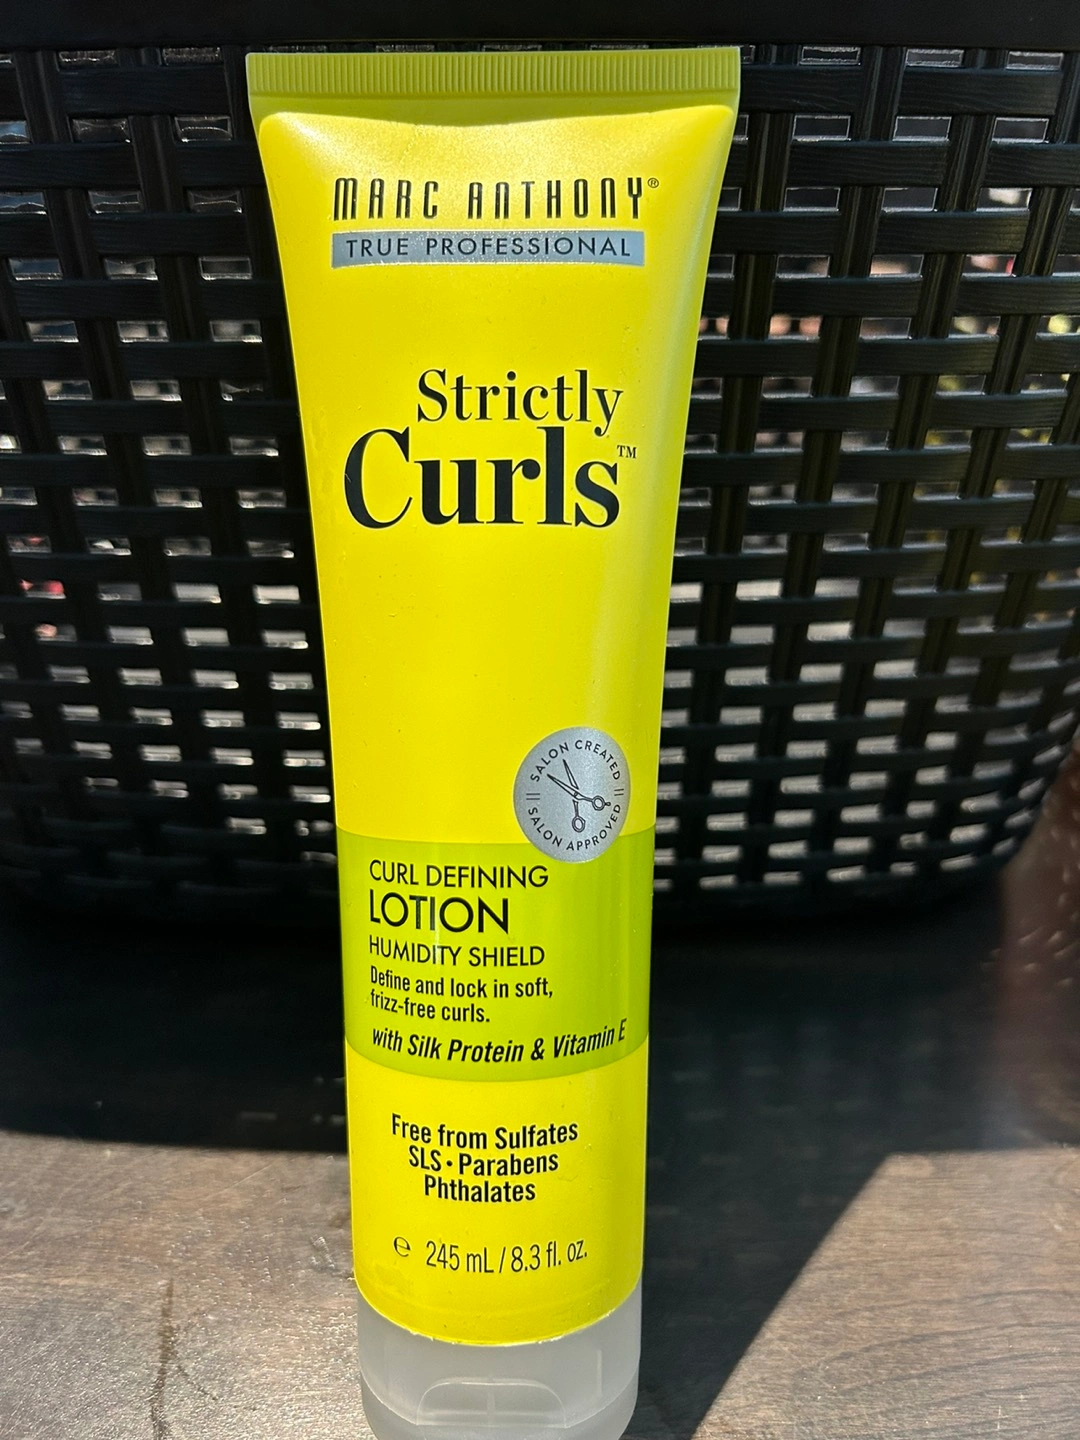 MARC ANTHONY®
TRUE PROFESSIONAL
Strictly
Curls™
SALON CREATED
SALON APPROVED
CURL DEFINING
LOTION
HUMIDITY SHIELD
Define and lock in soft,
frizz-free curls.
with Silk Protein & Vitamin E
Free from Sulfates
SLS • Parabens
Phthalates
℮ 245 mL / 8.3 fl. oz.